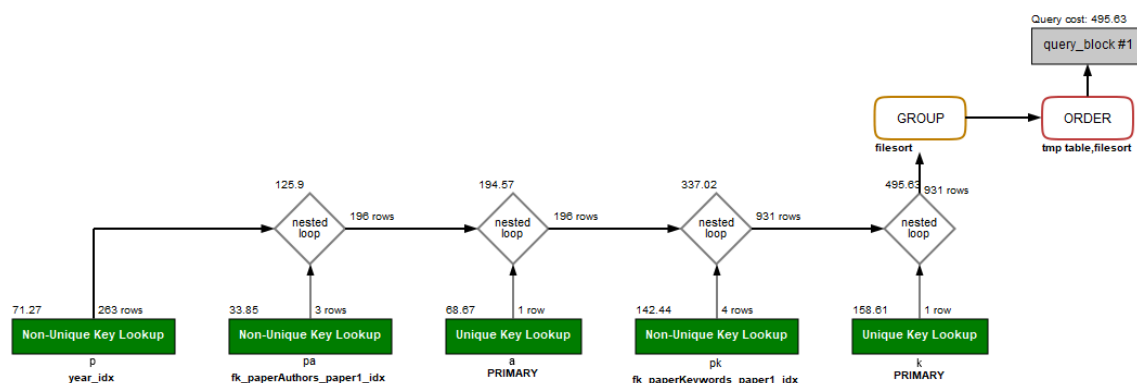 Query cost: 495.63
query_block #1
GROUP
ORDER
filesort
tmp table,filesort
125.9
194.57
337.02
495.63
931 rows
nested
loop
196 rows
nested
loop
196 rows
nested
loop
931 rows
nested
loop
71.27
263 rows
33.85
3 rows
68.67
1 row
142.44
4 rows
158.61
1 row
Non-Unique Key Lookup
Non-Unique Key Lookup
Unique Key Lookup
Non-Unique Key Lookup
Unique Key Lookup
p
pa
a
pk
k
year_idx
fk_paperAuthors_paper1_idx
PRIMARY
fk_paperKeywords_paper1_idx
PRIMARY